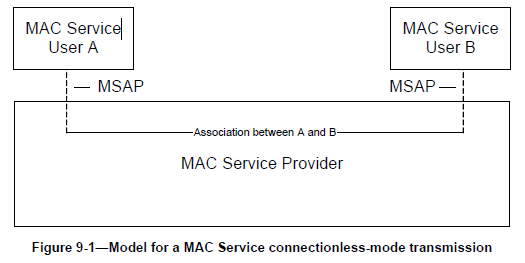 MAC Service
User A
MAC Service
User B
MSAP
MSAP
Association between A and B
MAC Service Provider
Figure 9-1—Model for a MAC Service connectionless-mode transmission